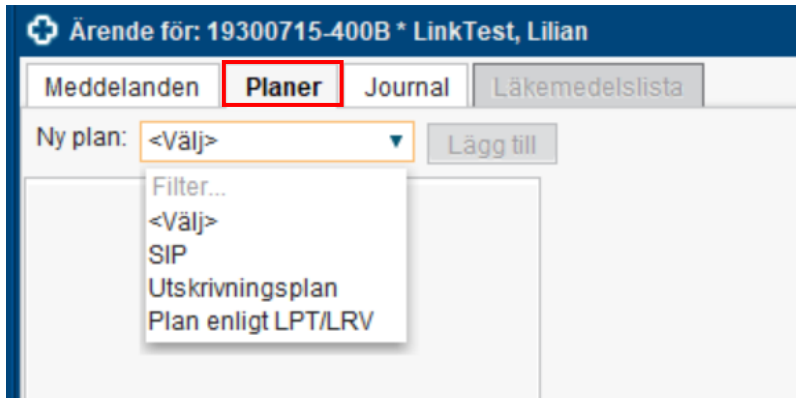 Ärende för: 19300715-400B * LinkTest, Lilian
Meddelanden Planer Journal Läkemedelslista
Ny plan: <Välj> Lägg till
Filter...
<Välj>
SIP
Utskrivningsplan
Plan enligt LPT/LRV